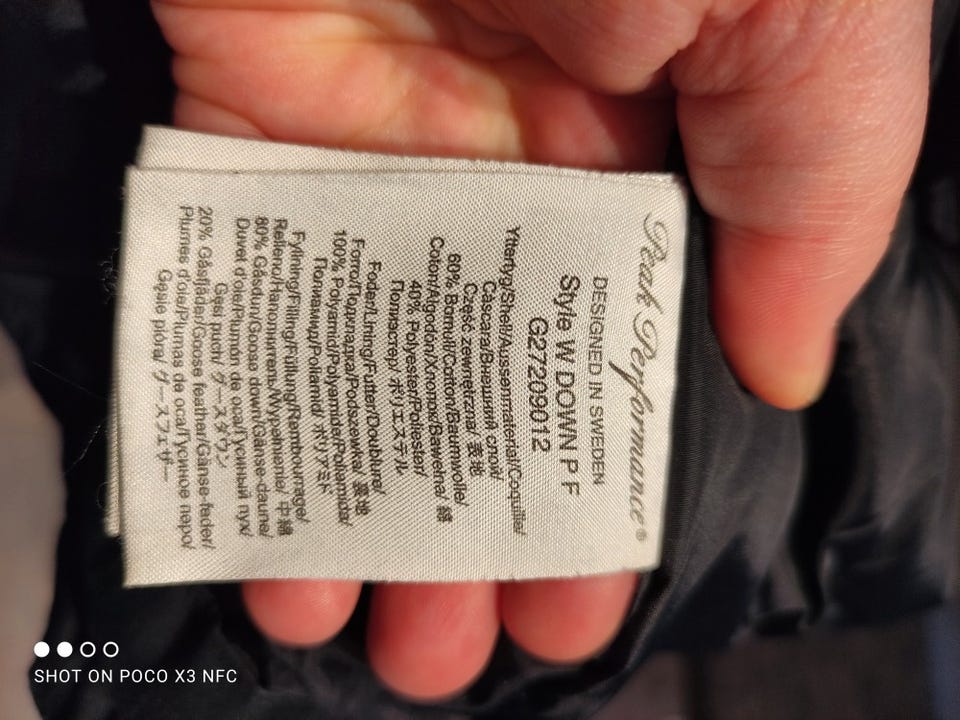 Peak Performance®
DESIGNED IN SWEDEN
Style W DOWN P F
G27209012
Yttertyg/Shell/Aussenmaterial/Coquille/
Cascara/Внешний слой/
Część zewnętrzna/ 表地
60% Bomull/Cotton/Baumwolle/
Coton/Algodon/Хлопок/Bawełna/ 綿
40% Polyester/Poliester/
Полиэстер/ ポリエステル
Foder/Lining/Futter/Doublure/
Forro/Подкладка/Podszewka/ 裏地
100% Polyamid/Polyamide/Poliamida/
Полиамид/Poliamid/ ポリアミド
Fyllning/Filling/Füllung/Rembourrage/
Relleno/Наполнитель/Wypełnienie/ 中綿
80% Gåsdun/Goose down/Gänse-daune/
Duvet d'oie/Plumón de oca/Гусиный пух/
Gęsi puch/ グースダウン
20% Gåsfjäder/Goose feather/Gänse-feder/
Plumes d'oie/Plumas de oca/Гусиное перо/
Gęsie pióra/ グースフェザー
SHOT ON POCO X3 NFC